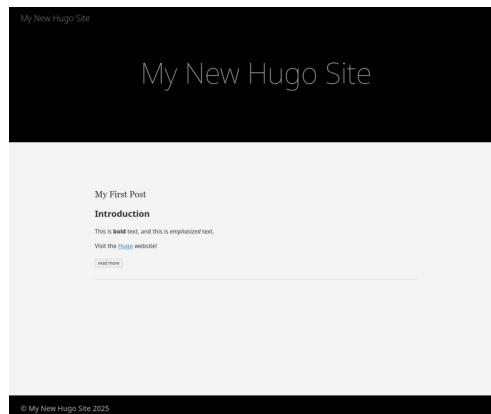 My New Hugo Site
My New Hugo Site
My First Post
Introduction
This is bold text, and this is emphasized text.
Visit the Hugo website!
read more
© My New Hugo Site 2025